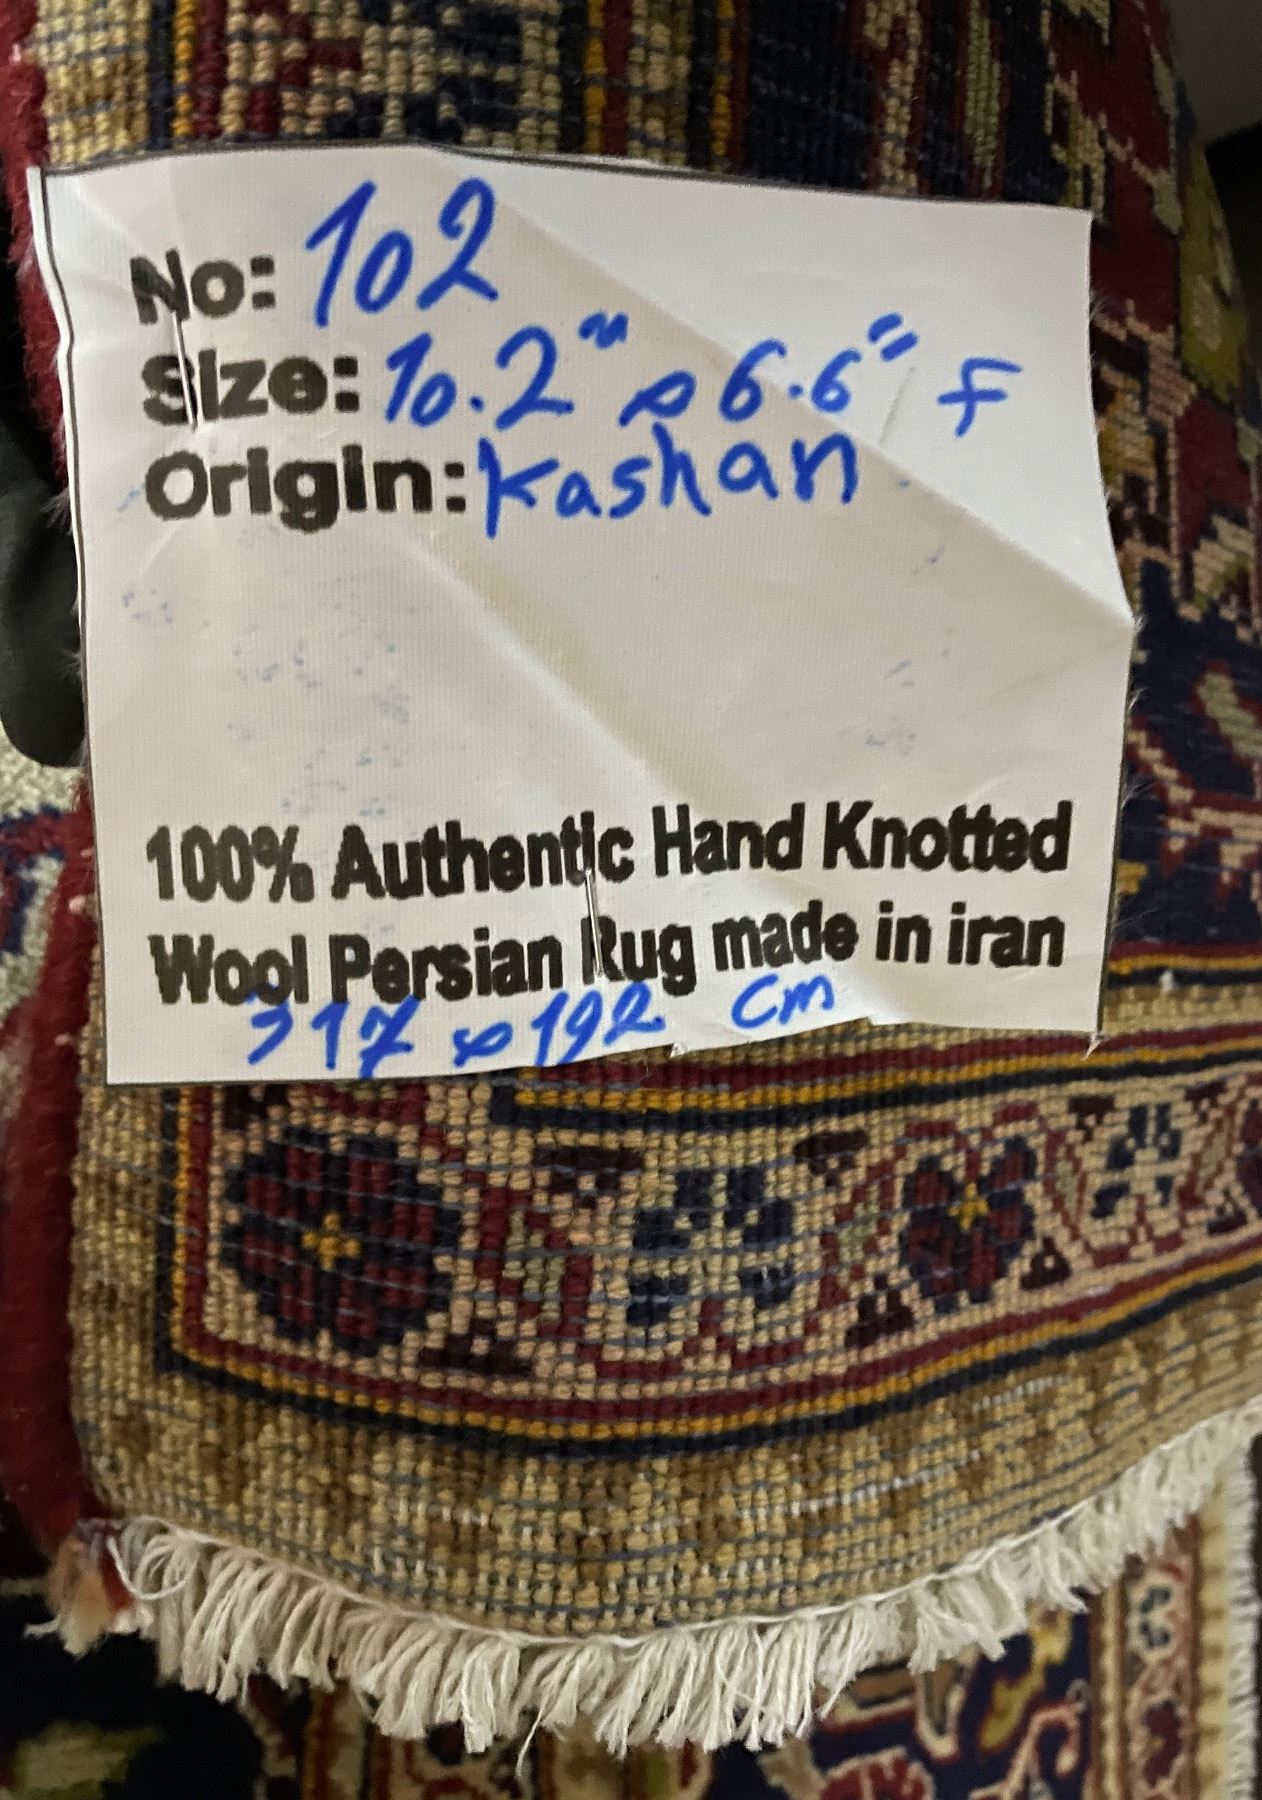 No: 102
Size: 10.2" x 6.6" F
Origin: Kashan
100% Authentic Hand Knotted
Wool Persian Rug made in iran
317 x 192 cm